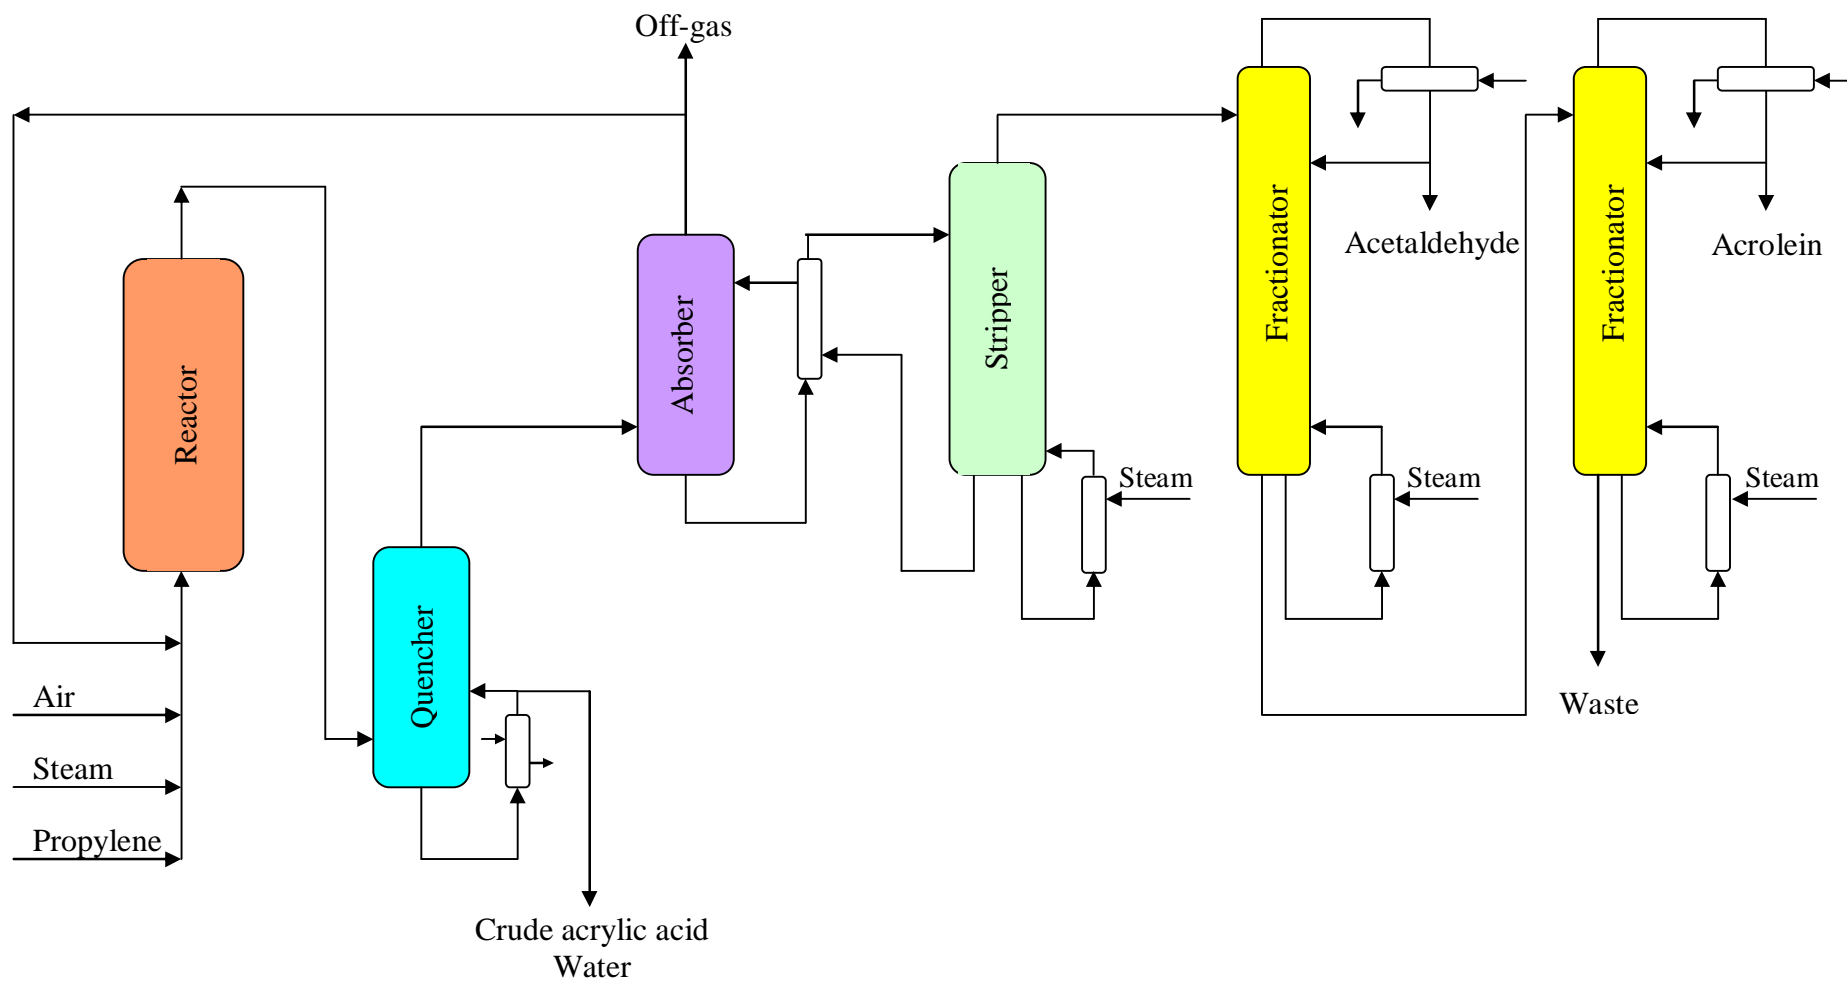 Off-gas
Reactor
Quencher
Absorber
Stripper
Fractionator
Fractionator
Acetaldehyde
Acrolein
Steam
Steam
Steam
Air
Steam
Propylene
Waste
Crude acrylic acid
Water